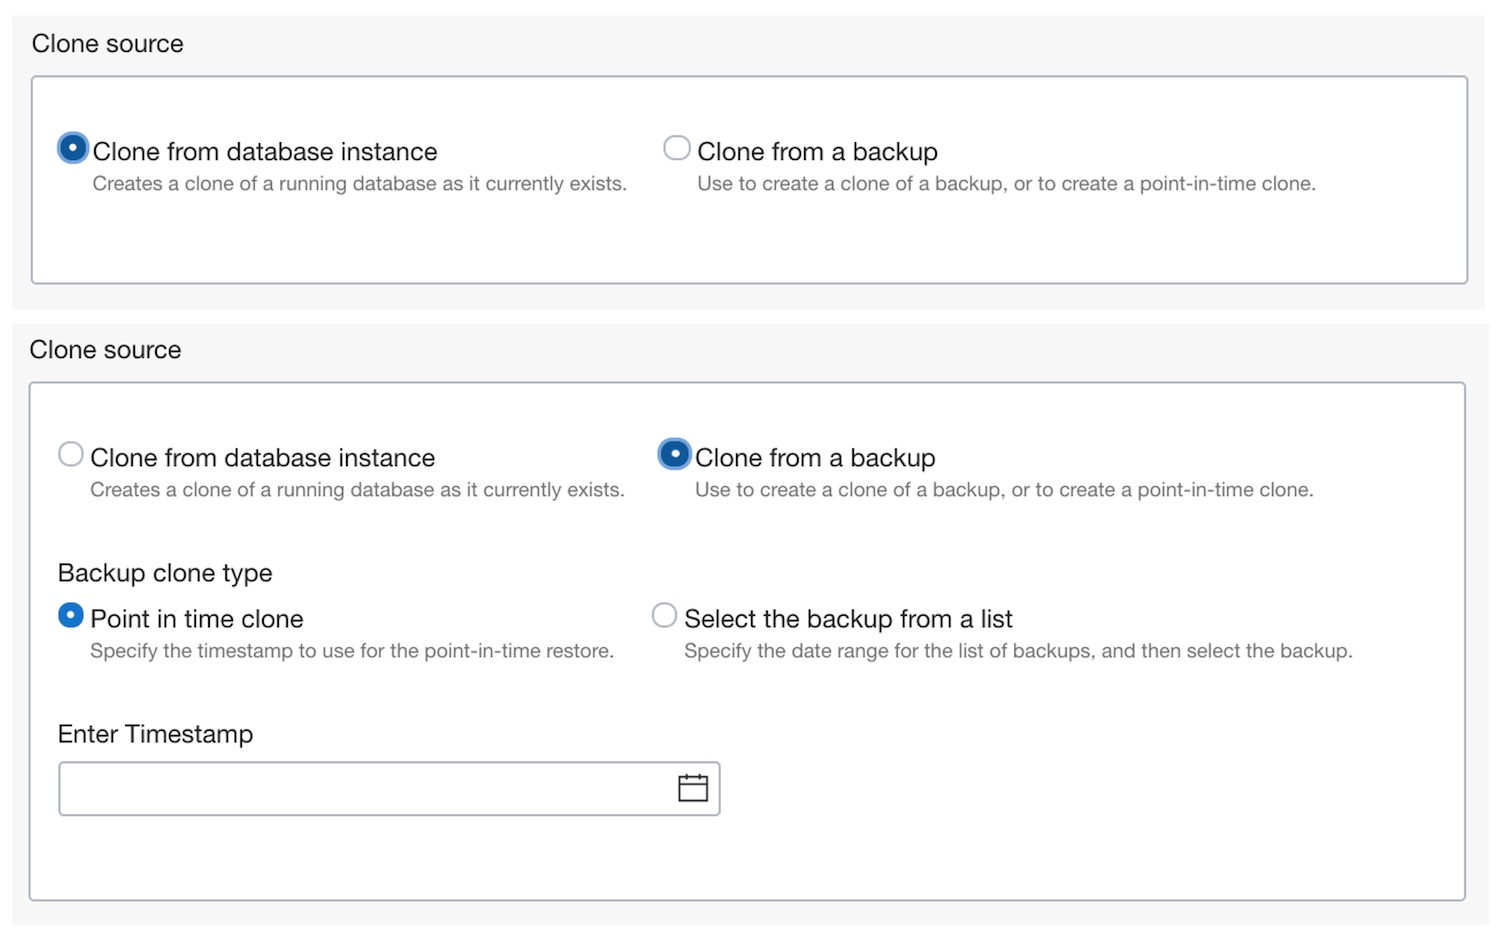 Clone source
Clone from database instance
Creates a clone of a running database as it currently exists.
Clone from a backup
Use to create a clone of a backup, or to create a point-in-time clone.
Clone source
Clone from database instance
Creates a clone of a running database as it currently exists.
Clone from a backup
Use to create a clone of a backup, or to create a point-in-time clone.
Backup clone type
Point in time clone
Specify the timestamp to use for the point-in-time restore.
Select the backup from a list
Specify the date range for the list of backups, and then select the backup.
Enter Timestamp